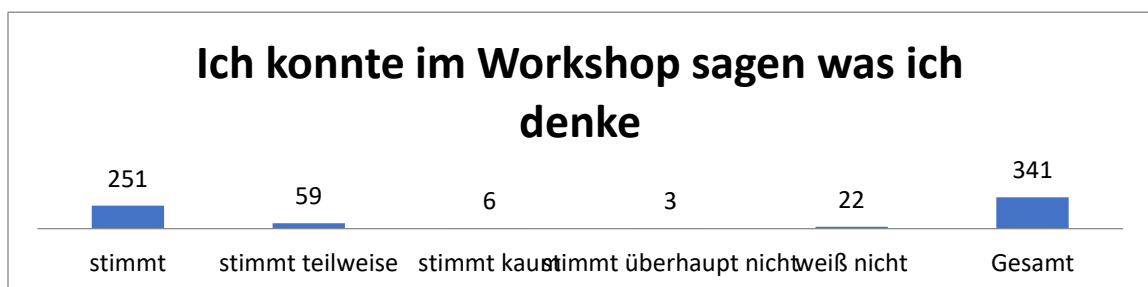 Ich konnte im Workshop sagen was ich
denke
251 59 6 3 22 341
stimmt stimmt teilweise stimmt kaum stimmt überhaupt nicht weiß nicht Gesamt